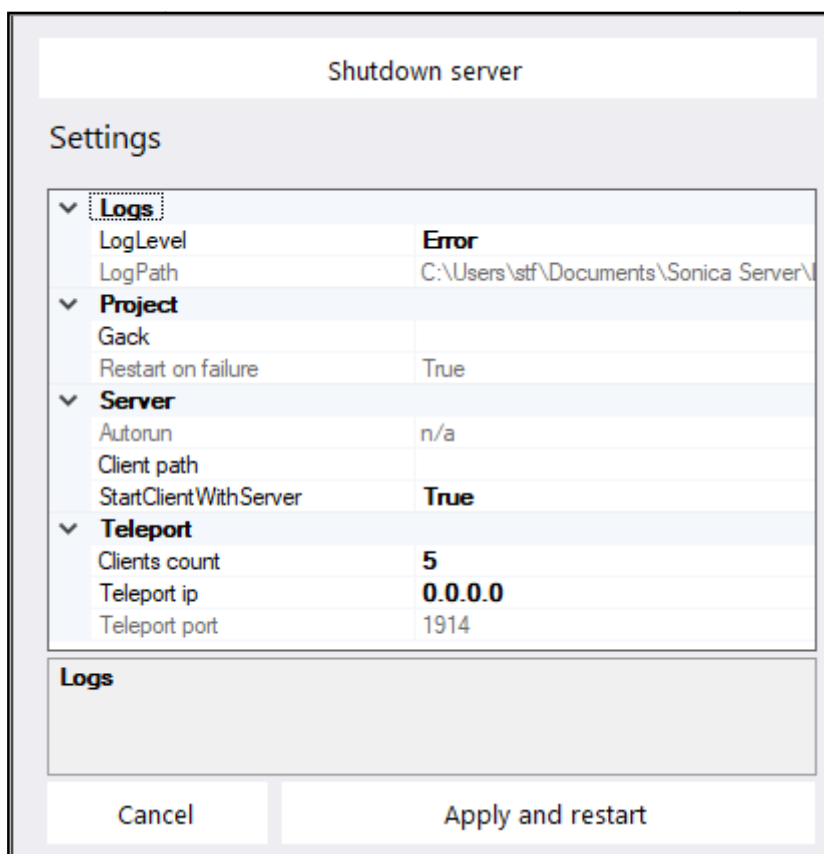 Shutdown server
Settings
Logs
LogLevel Error
LogPath C:\Users\stf\Documents\Sonica Server\
Project
Gack
Restart on failure True
Server
Autorun n/a
Client path
StartClientWithServer True
Teleport
Clients count 5
Teleport ip 0.0.0.0
Teleport port 1914
Logs
Cancel Apply and restart